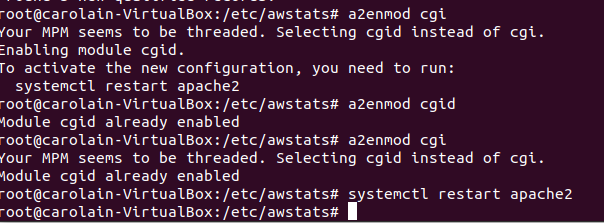 root@carolain-VirtualBox:/etc/awstats# a2enmod cgi
Your MPM seems to be threaded. Selecting cgid instead of cgi.
Enabling module cgid.
To activate the new configuration, you need to run:
  systemctl restart apache2
root@carolain-VirtualBox:/etc/awstats# a2enmod cgid
Module cgid already enabled
root@carolain-VirtualBox:/etc/awstats# a2enmod cgi
Your MPM seems to be threaded. Selecting cgid instead of cgi.
Module cgid already enabled
root@carolain-VirtualBox:/etc/awstats# systemctl restart apache2
root@carolain-VirtualBox:/etc/awstats#